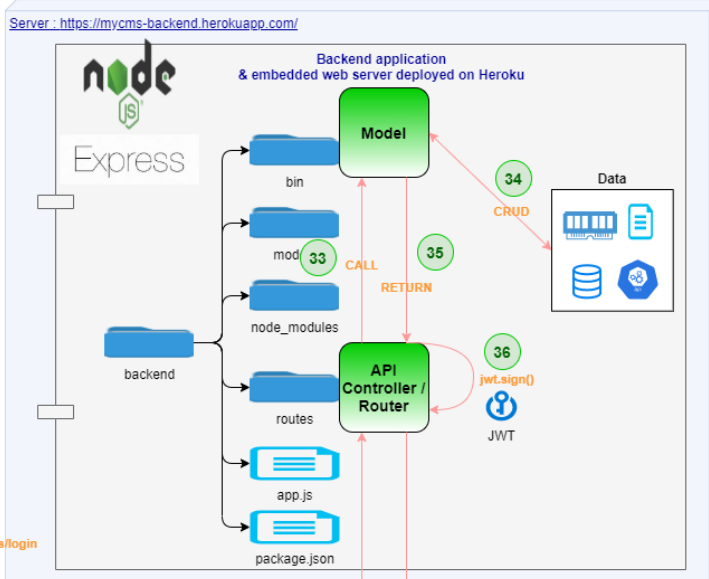 Server : https://mycms-backend.herokuapp.com/
Backend application
& embedded web server deployed on Heroku
node
JS
Express
Model
bin
34
CRUD
Data
mod
33
CALL
35
RETURN
node_modules
backend
API
Controller /
Router
36
jwt.sign()
JWT
routes
app.js
s/login
package.json